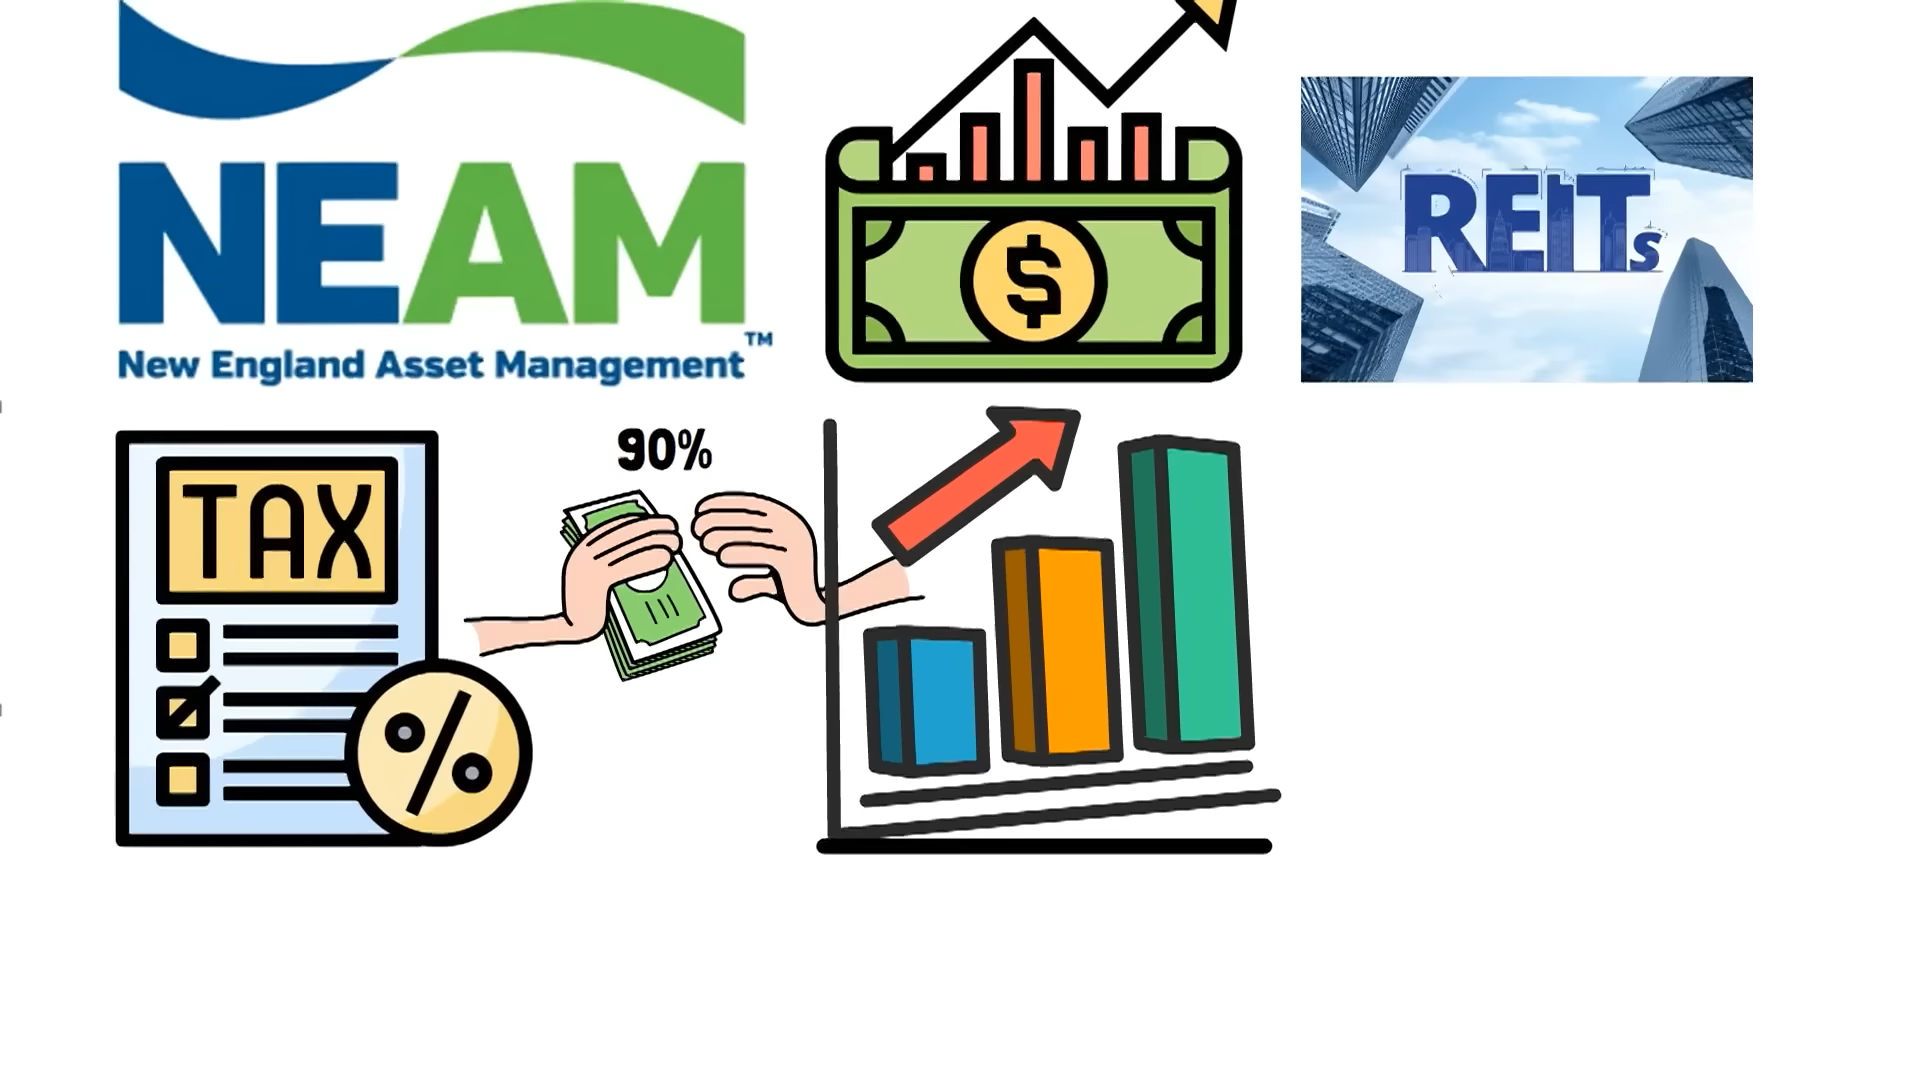 NEAM
New England Asset Management™
$
REITs
TAX
90%
%